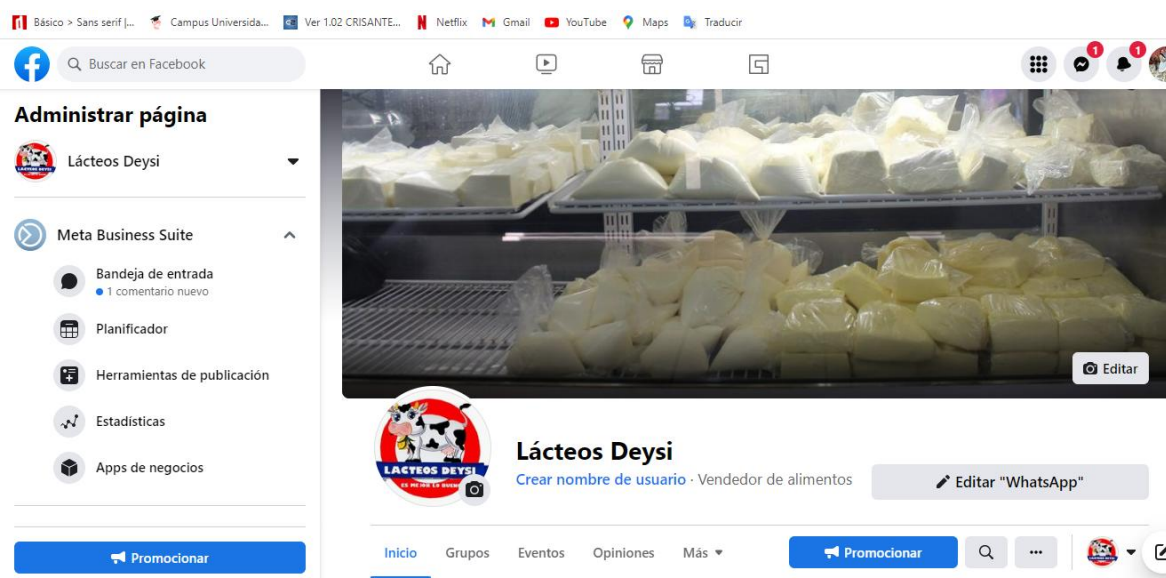 Básico > Sans serif |...
Campus Universida...
Ver 1.02 CRISANTE...
Netflix
Gmail
YouTube
Maps
Traducir
Buscar en Facebook
1
1
Administrar página
Lácteos Deysi
Meta Business Suite
Bandeja de entrada
1 comentario nuevo
Planificador
Herramientas de publicación
Estadísticas
Apps de negocios
Promocionar
Editar
LACTEOS DEYSI
Lácteos Deysi
Crear nombre de usuario · Vendedor de alimentos
Editar "WhatsApp"
Inicio
Grupos
Eventos
Opiniones
Más
Promocionar